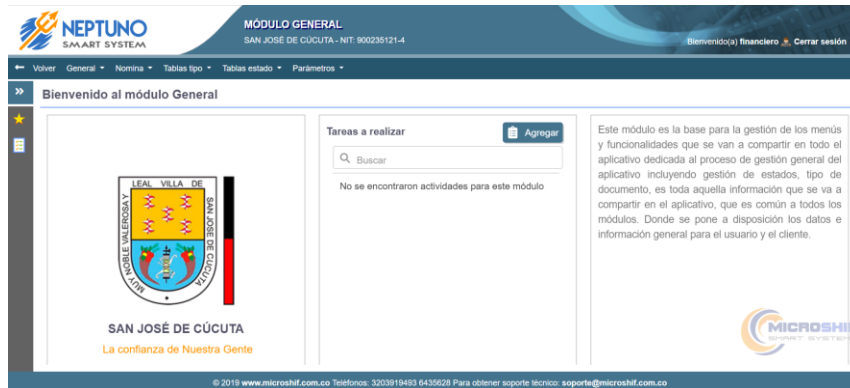 NEPTUNO
SMART SYSTEM
MÓDULO GENERAL
SAN JOSÉ DE CÚCUTA - NIT: 900235121-4
Bienvenido(a) financiero Cerrar sesión
Volver General Nomina Tablas tipo Tablas estado Parámetros
Bienvenido al módulo General
LEAL VILLA DE
SAN JOSE DE CUCUTA
MUY NOBLE VALEROSA Y
SAN JOSÉ DE CÚCUTA
La confianza de Nuestra Gente
Tareas a realizar
Agregar
Buscar
No se encontraron actividades para este módulo
Este módulo es la base para la gestión de los menús
y funcionalidades que se van a compartir en todo el
aplicativo dedicada al proceso de gestión general del
aplicativo incluyendo gestión de estados, tipo de
documento, es toda aquella información que se va a
compartir en el aplicativo, que es común a todos los
módulos. Donde se pone a disposición los datos e
información general para el usuario y el cliente.
MICROSHI
SMART SYSTEM
© 2019 www.microshif.com.co Teléfonos: 3203919493 6435628 Para obtener soporte técnico: soporte@microshif.com.co